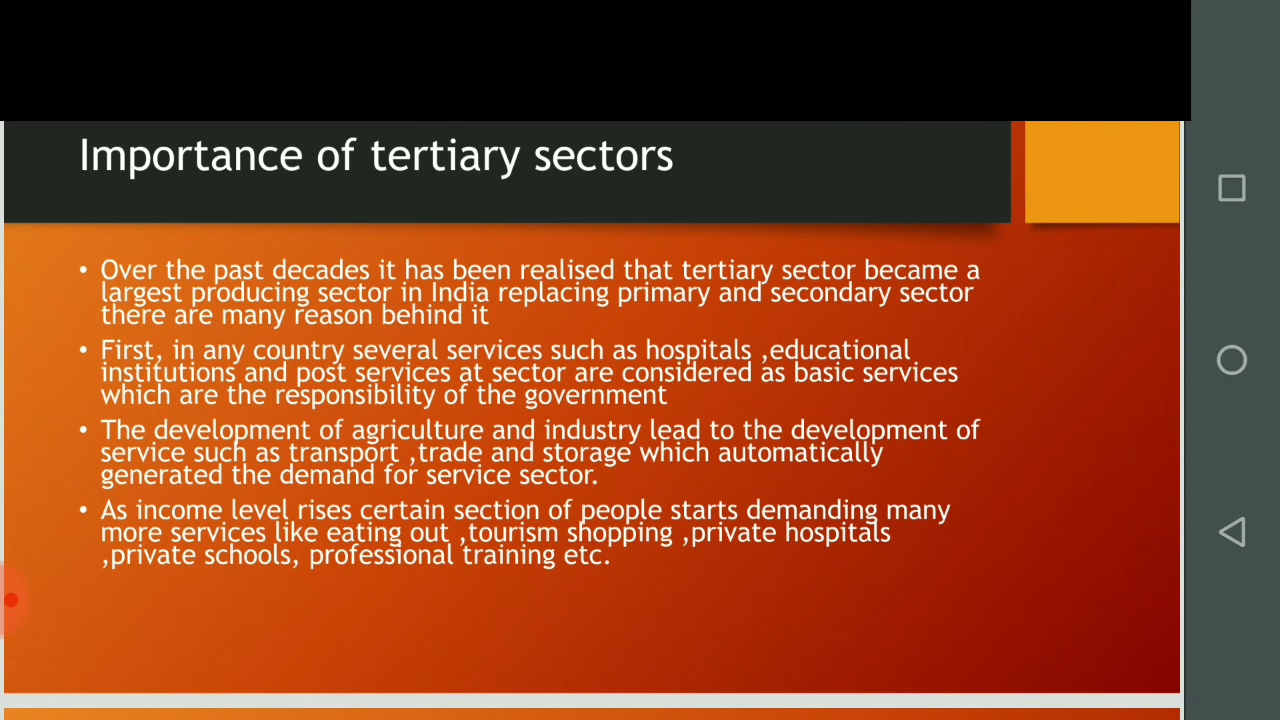 Importance of tertiary sectors
• Over the past decades it has been realised that tertiary sector became a
largest producing sector in India replacing primary and secondary sector
there are many reason behind it
• First, in any country several services such as hospitals ,educational
institutions and post services at sector are considered as basic services
which are the responsibility of the government
• The development of agriculture and industry lead to the development of
service such as transport ,trade and storage which automatically
generated the demand for service sector.
• As income level rises certain section of people starts demanding many
more services like eating out ,tourism shopping ,private hospitals
,private schools, professional training etc.